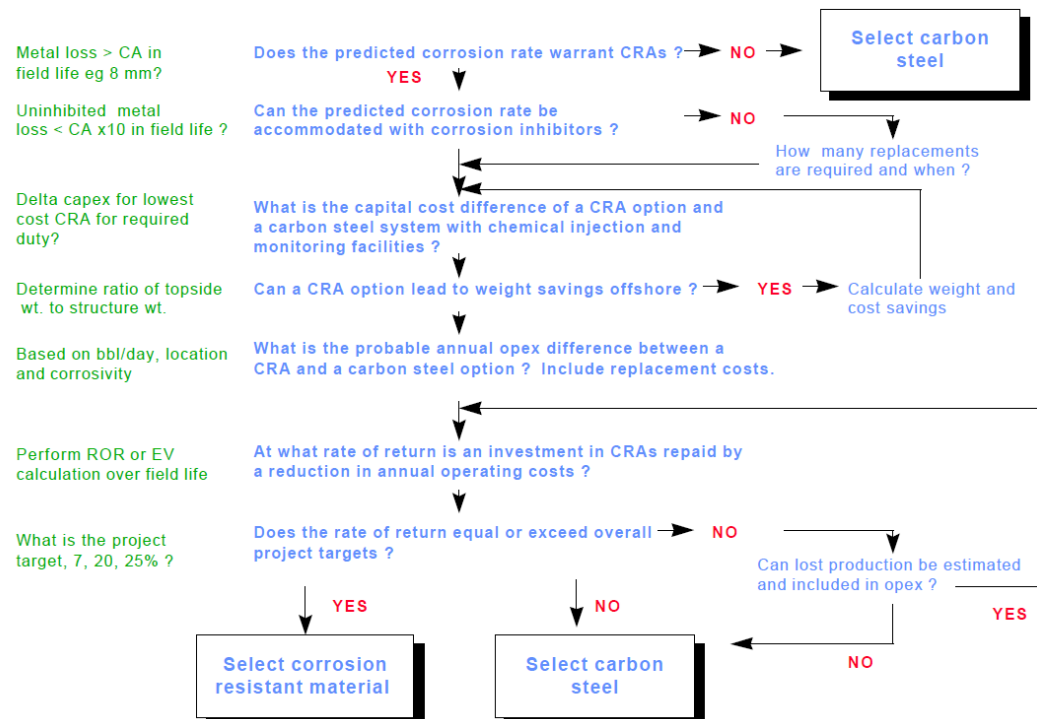 Metal loss > CA in
field life eg 8 mm?
Does the predicted corrosion rate warrant CRAs ?
NO
Select carbon
steel
YES
Uninhibited metal
loss < CA x10 in field life ?
Can the predicted corrosion rate be
accommodated with corrosion inhibitors ?
NO
How many replacements
are required and when ?
Delta capex for lowest
cost CRA for required
duty?
What is the capital cost difference of a CRA option and
a carbon steel system with chemical injection and
monitoring facilities ?
Determine ratio of topside
wt. to structure wt.
Can a CRA option lead to weight savings offshore ?
YES
Calculate weight and
cost savings
Based on bbl/day, location
and corrosivity
What is the probable annual opex difference between a
CRA and a carbon steel option ? Include replacement costs.
Perform ROR or EV
calculation over field life
At what rate of return is an investment in CRAs repaid by
a reduction in annual operating costs ?
What is the project
target, 7, 20, 25% ?
Does the rate of return equal or exceed overall
project targets ?
NO
Can lost production be estimated
and included in opex ?
YES
YES
NO
NO
Select corrosion
resistant material
Select carbon
steel